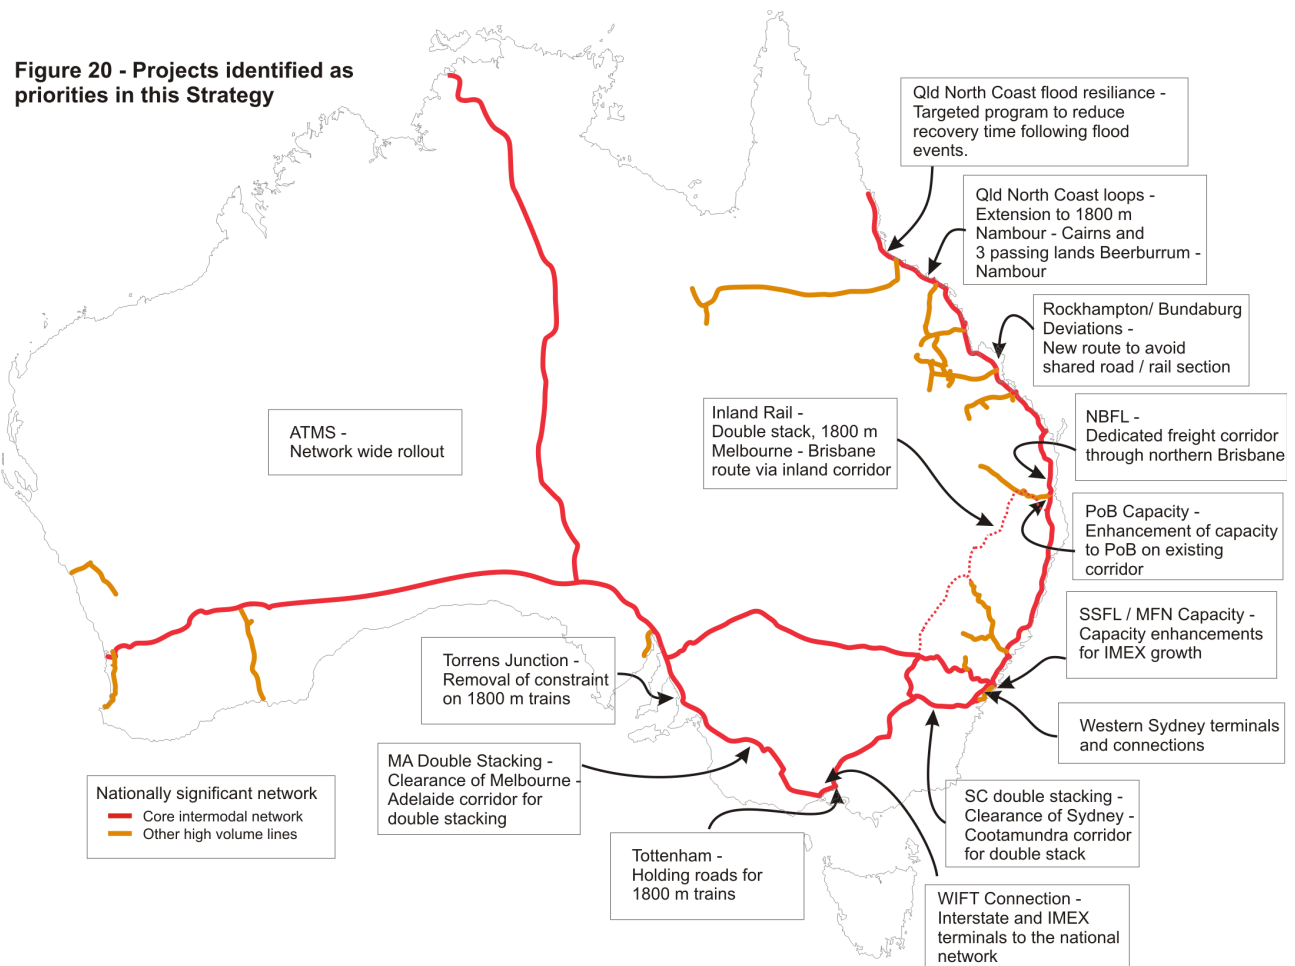 Figure 20 - Projects identified as
priorities in this Strategy
Qld North Coast flood resiliance -
Targeted program to reduce
recovery time following flood
events.
Qld North Coast loops -
Extension to 1800 m
Nambour - Cairns and
3 passing lands Beerburrum -
Nambour
Rockhampton/ Bundaburg
Deviations -
New route to avoid
shared road / rail section
ATMS -
Network wide rollout
Inland Rail -
Double stack, 1800 m
Melbourne - Brisbane
route via inland corridor
NBFL -
Dedicated freight corridor
through northern Brisbane
PoB Capacity -
Enhancement of capacity
to PoB on existing
corridor
SSFL / MFN Capacity -
Capacity enhancements
for IMEX growth
Torrens Junction -
Removal of constraint
on 1800 m trains
Western Sydney terminals
and connections
MA Double Stacking -
Clearance of Melbourne -
Adelaide corridor for
double stacking
Nationally significant network
Core intermodal network
Other high volume lines
SC double stacking -
Clearance of Sydney -
Cootamundra corridor
for double stack
Tottenham -
Holding roads for
1800 m trains
WIFT Connection -
Interstate and IMEX
terminals to the national
network